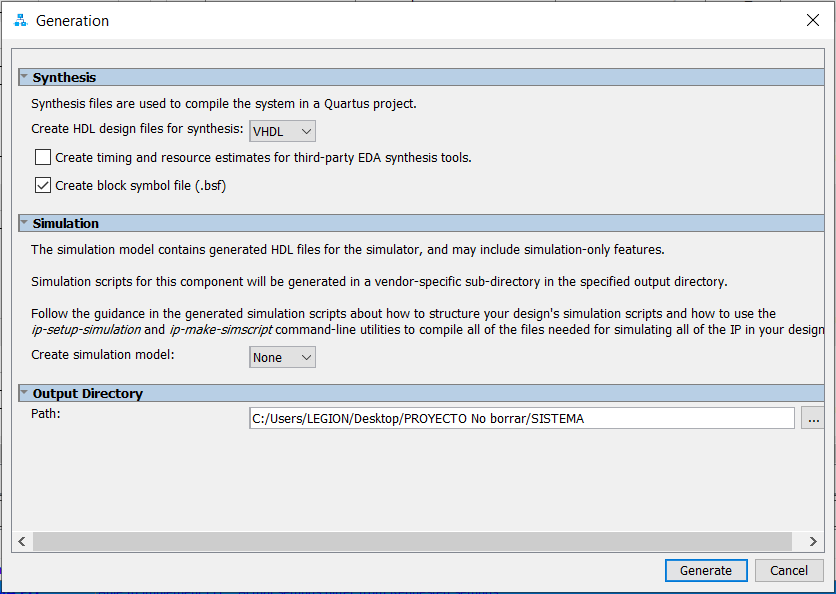 Generation
Synthesis
Synthesis files are used to compile the system in a Quartus project.
Create HDL design files for synthesis: VHDL
Create timing and resource estimates for third-party EDA synthesis tools.
Create block symbol file (.bsf)
Simulation
The simulation model contains generated HDL files for the simulator, and may include simulation-only features.
Simulation scripts for this component will be generated in a vendor-specific sub-directory in the specified output directory.
Follow the guidance in the generated simulation scripts about how to structure your design's simulation scripts and how to use the
ip-setup-simulation and ip-make-simscript command-line utilities to compile all of the files needed for simulating all of the IP in your design
Create simulation model: None
Output Directory
Path: C:/Users/LEGION/Desktop/PROYECTO No borrar/SISTEMA ...
Generate Cancel